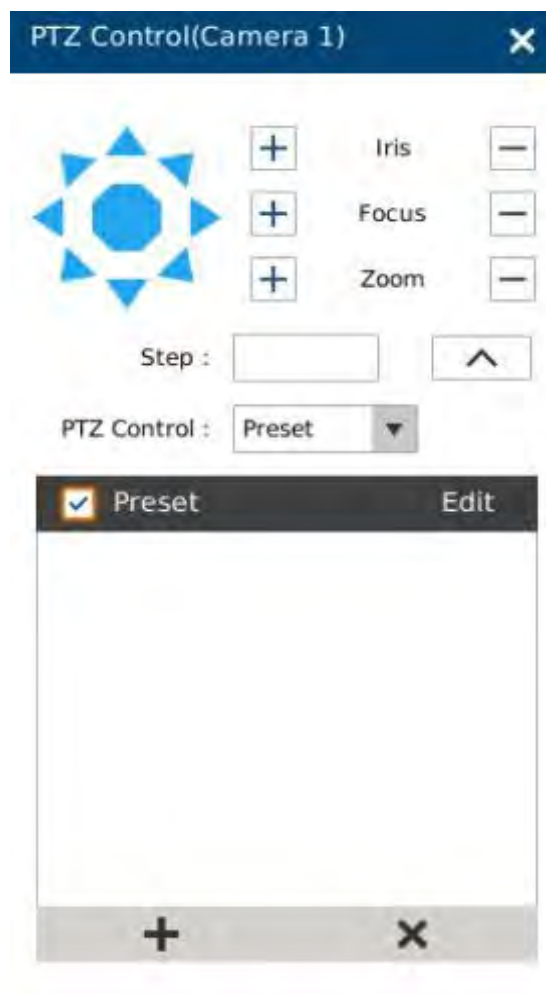 PTZ Control(Camera 1)
Iris
Focus
Zoom
Step :
PTZ Control : Preset
Preset Edit